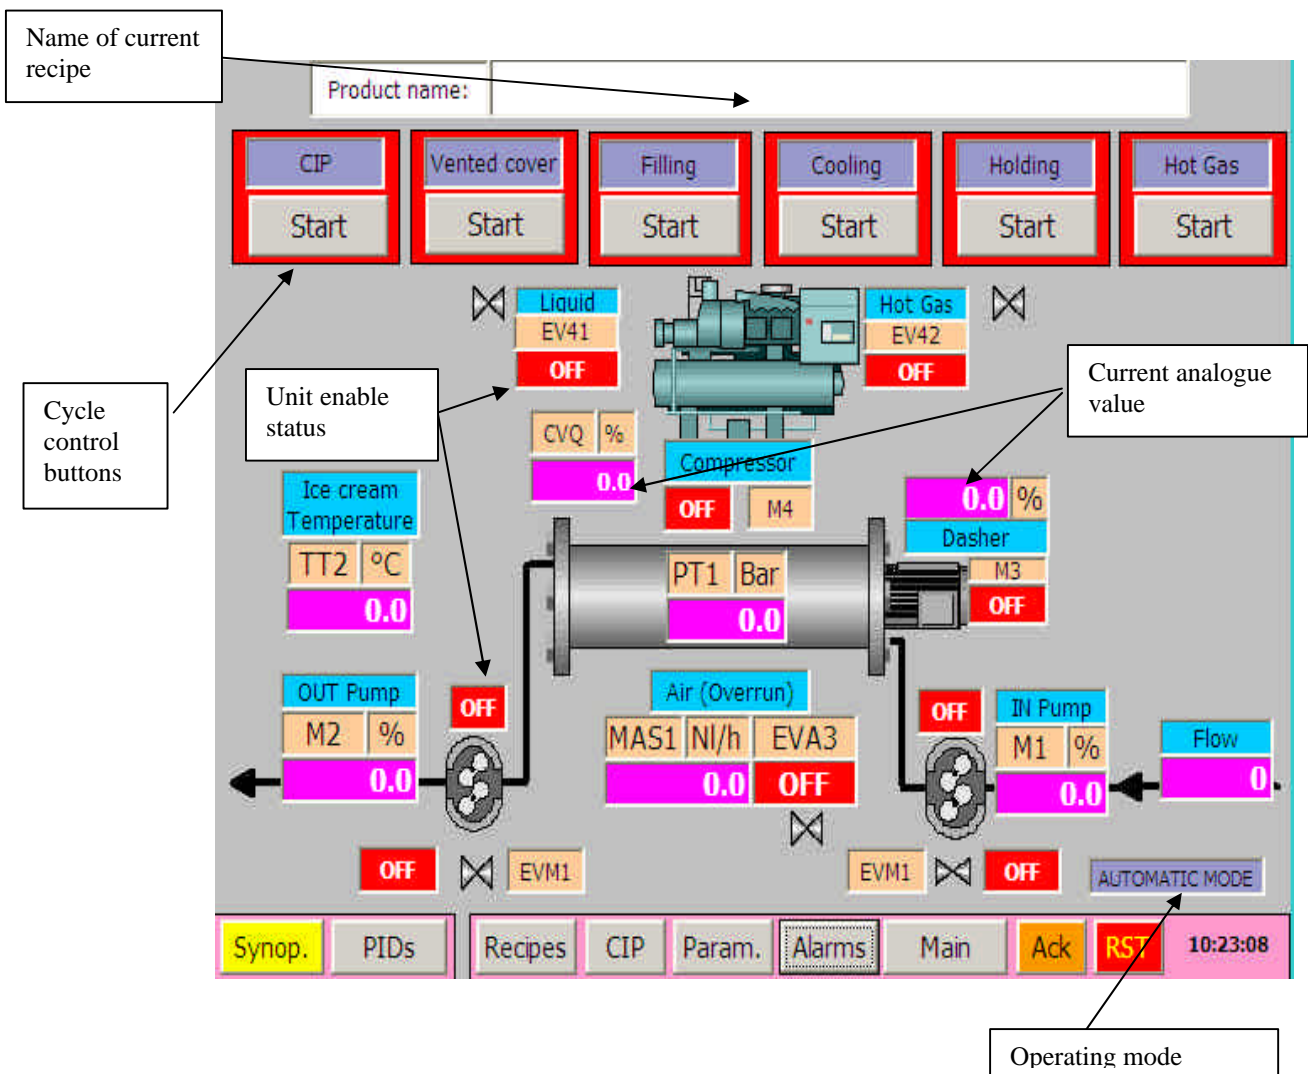 Name of current
recipe
Product name:
CIP
Vented cover
Filling
Cooling
Holding
Hot Gas
Start
Start
Start
Start
Start
Start
Liquid
EV41
OFF
Hot Gas
EV42
OFF
Cycle
control
buttons
Unit enable
status
Current analogue
value
CVQ %
0.0
Compressor
OFF M4
Ice cream
Temperature
TT2 °C
0.0
0.0 %
Dasher
M3
OFF
PT1 Bar
0.0
OUT Pump
M2 %
0.0
OFF
Air (Overrun)
MAS1 Nl/h EVA3
0.0 OFF
OFF
IN Pump
M1 %
0.0
Flow
0
OFF EVM1
EVM1 OFF
AUTOMATIC MODE
Synop. PIDs Recipes CIP Param. Alarms Main Ack RST 10:23:08
Operating mode